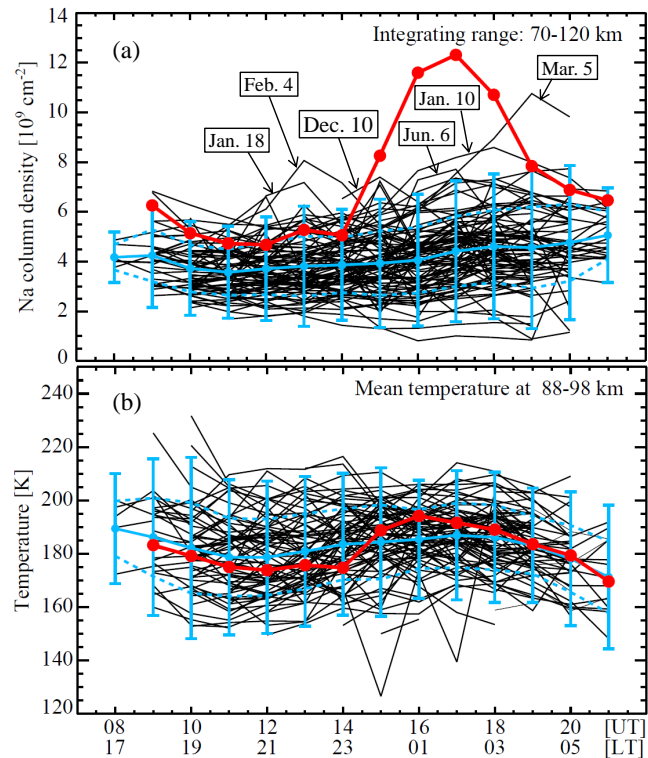 14
12
10
8
6
4
2
0
Na column density [10⁹ cm⁻²]
(a)
Integrating range: 70-120 km
Feb. 4
Mar. 5
Jan. 10
Jan. 18
Dec. 10
Jun. 6
240
220
200
180
160
140
120
Temperature [K]
(b)
Mean temperature at 88-98 km
08 10 12 14 16 18 20 [UT]
17 19 21 23 01 03 05 [LT]